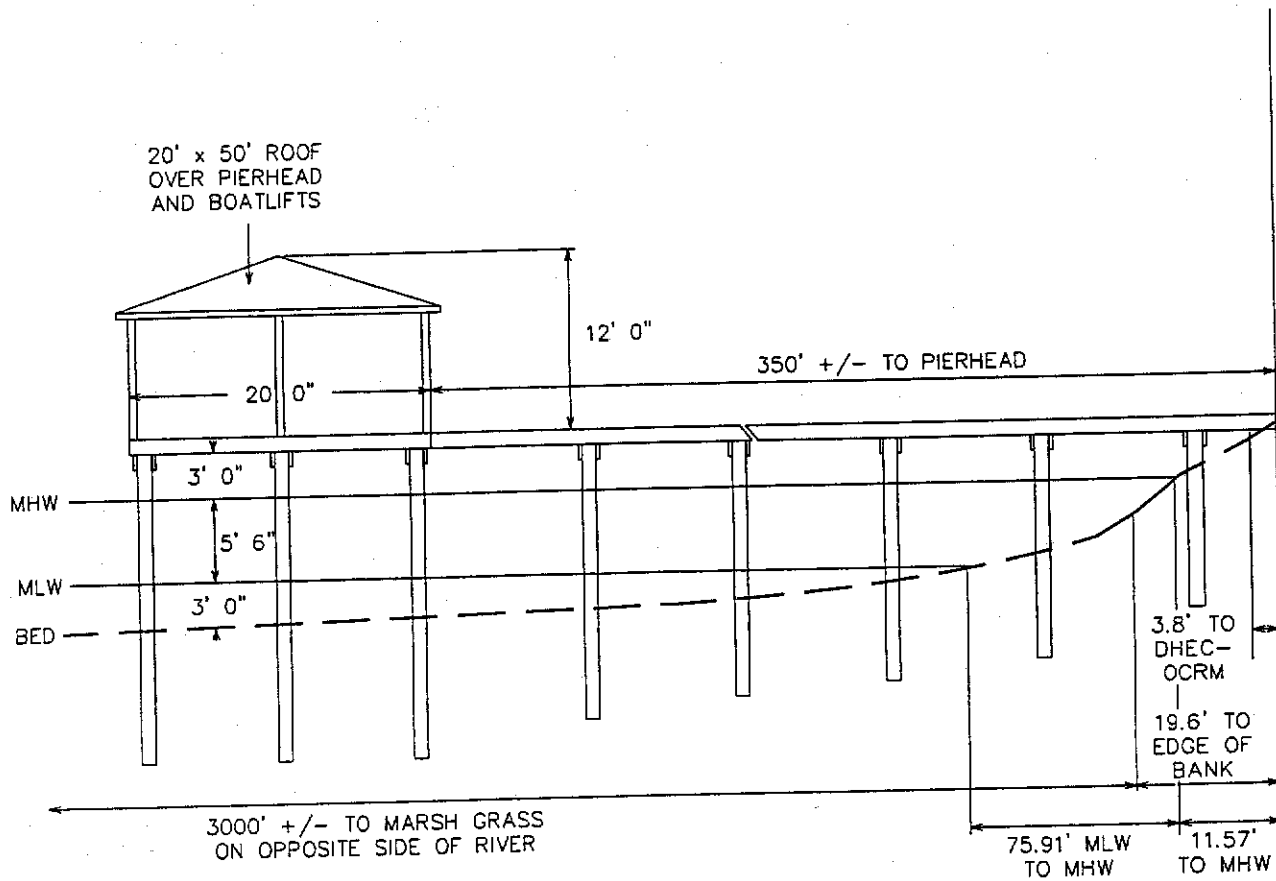 20' x 50' ROOF
OVER PIERHEAD
AND BOATLIFTS
12' 0"
350' +/- TO PIERHEAD
20' 0"
3' 0"
MHW
5' 6"
MLW
3' 0"
BED
3.8' TO
DHEC-
OCRM
19.6' TO
EDGE OF
BANK
3000' +/- TO MARSH GRASS
ON OPPOSITE SIDE OF RIVER
75.91' MLW
TO MHW
11.57'
TO MHW